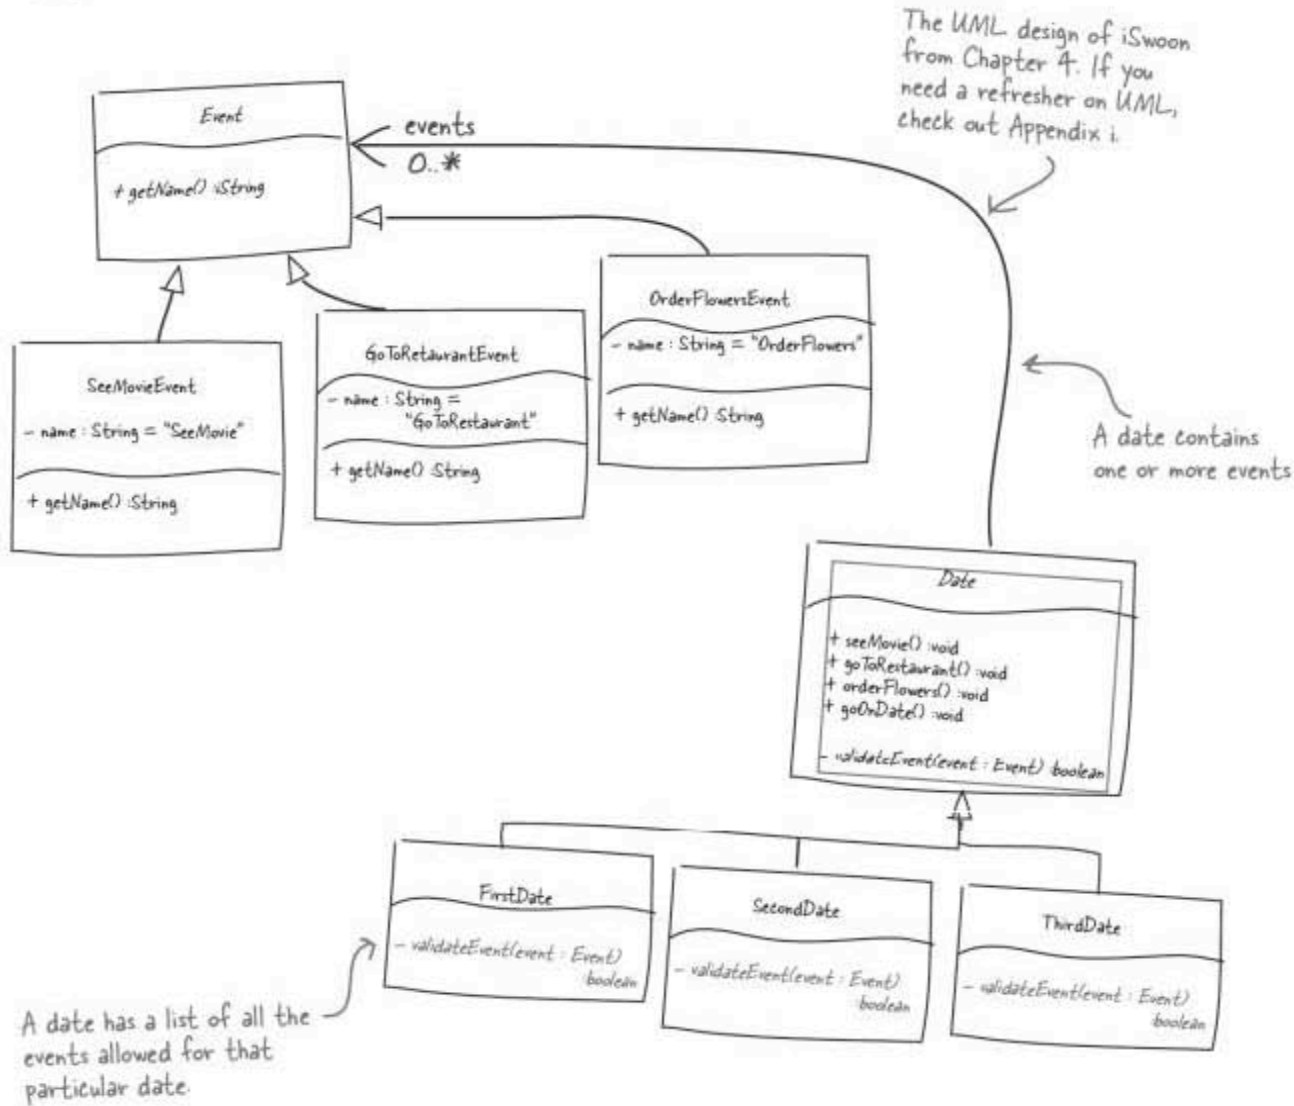 The UML design of iSwoon
from Chapter 4. If you
need a refresher on UML,
check out Appendix i.
Event
+ getName() :String
events
0..*
OrderFlowersEvent
- name : String = "OrderFlowers"
+ getName() :String
GoToRetaurantEvent
- name : String =
"GoToRestaurant"
+ getName() :String
SeeMovieEvent
- name : String = "SeeMovie"
+ getName() :String
A date contains
one or more events
Date
+ seeMovie() :void
+ goToRestaurant() :void
+ orderFlowers() :void
+ goOnDate() :void
- validateEvent(event : Event) :boolean
FirstDate
- validateEvent(event : Event)
:boolean
SecondDate
- validateEvent(event : Event)
:boolean
ThirdDate
- validateEvent(event : Event)
:boolean
A date has a list of all the
events allowed for that
particular date.